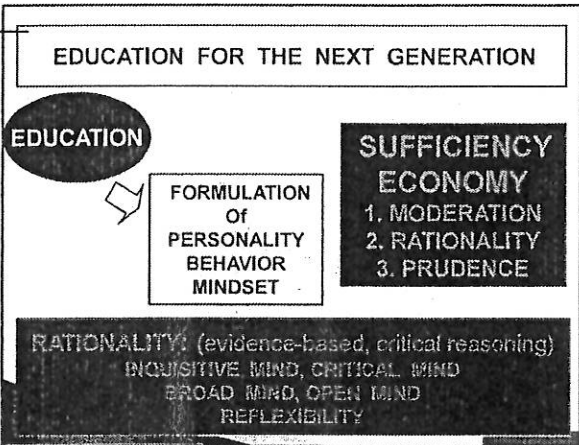 EDUCATION FOR THE NEXT GENERATION
EDUCATION
FORMULATION
Of
PERSONALITY
BEHAVIOR
MINDSET
SUFFICIENCY
ECONOMY
1. MODERATION
2. RATIONALITY
3. PRUDENCE
RATIONALITY: (evidence-based, critical reasoning)
INQUISITIVE MIND, CRITICAL MIND
BROAD MIND, OPEN MIND
REFLEXIBILITY